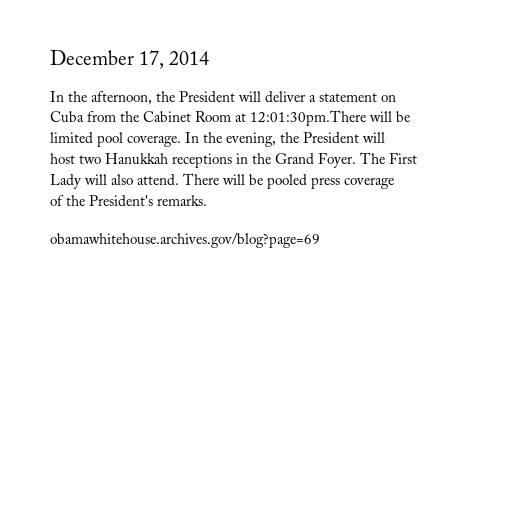 December 17, 2014
In the afternoon, the President will deliver a statement on
Cuba from the Cabinet Room at 12:01:30pm.There will be
limited pool coverage. In the evening, the President will
host two Hanukkah receptions in the Grand Foyer. The First
Lady will also attend. There will be pooled press coverage
of the President's remarks.
obamawhitehouse.archives.gov/blog?page=69